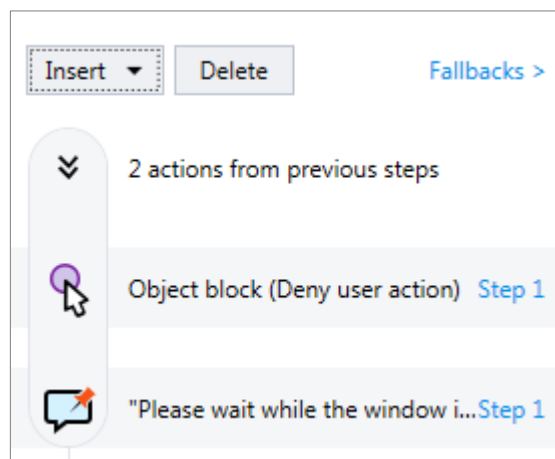 Insert Delete Fallbacks >
2 actions from previous steps
Object block (Deny user action) Step 1
"Please wait while the window i...Step 1